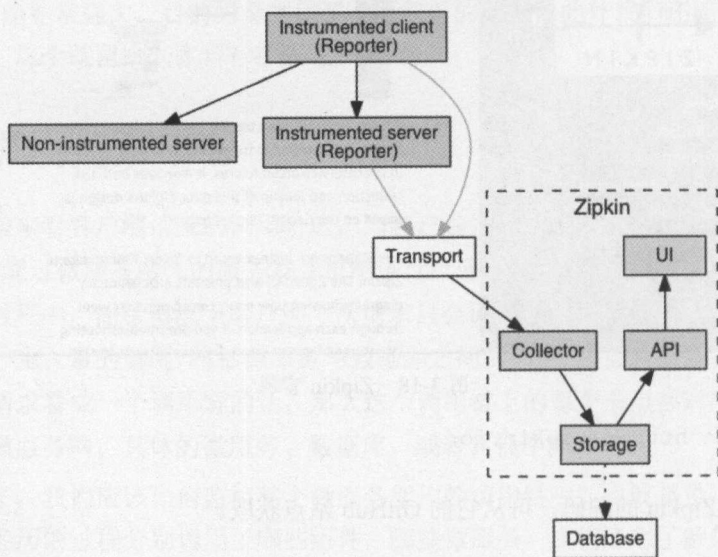 Instrumented client
(Reporter)
Non-instrumented server
Instrumented server
(Reporter)
Zipkin
Transport
UI
Collector
API
Storage
Database